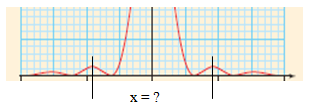 x = ?